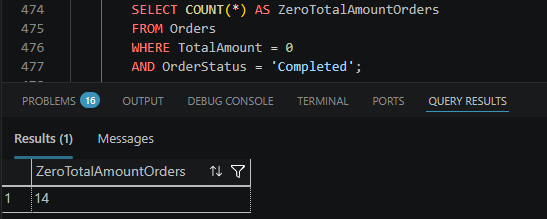 474 SELECT COUNT(*) AS ZeroTotalAmountOrders
475 FROM Orders
476 WHERE TotalAmount = 0
477 AND OrderStatus = 'Completed';
PROBLEMS 16 OUTPUT DEBUG CONSOLE TERMINAL PORTS QUERY RESULTS
Results (1) Messages
ZeroTotalAmountOrders
1 14